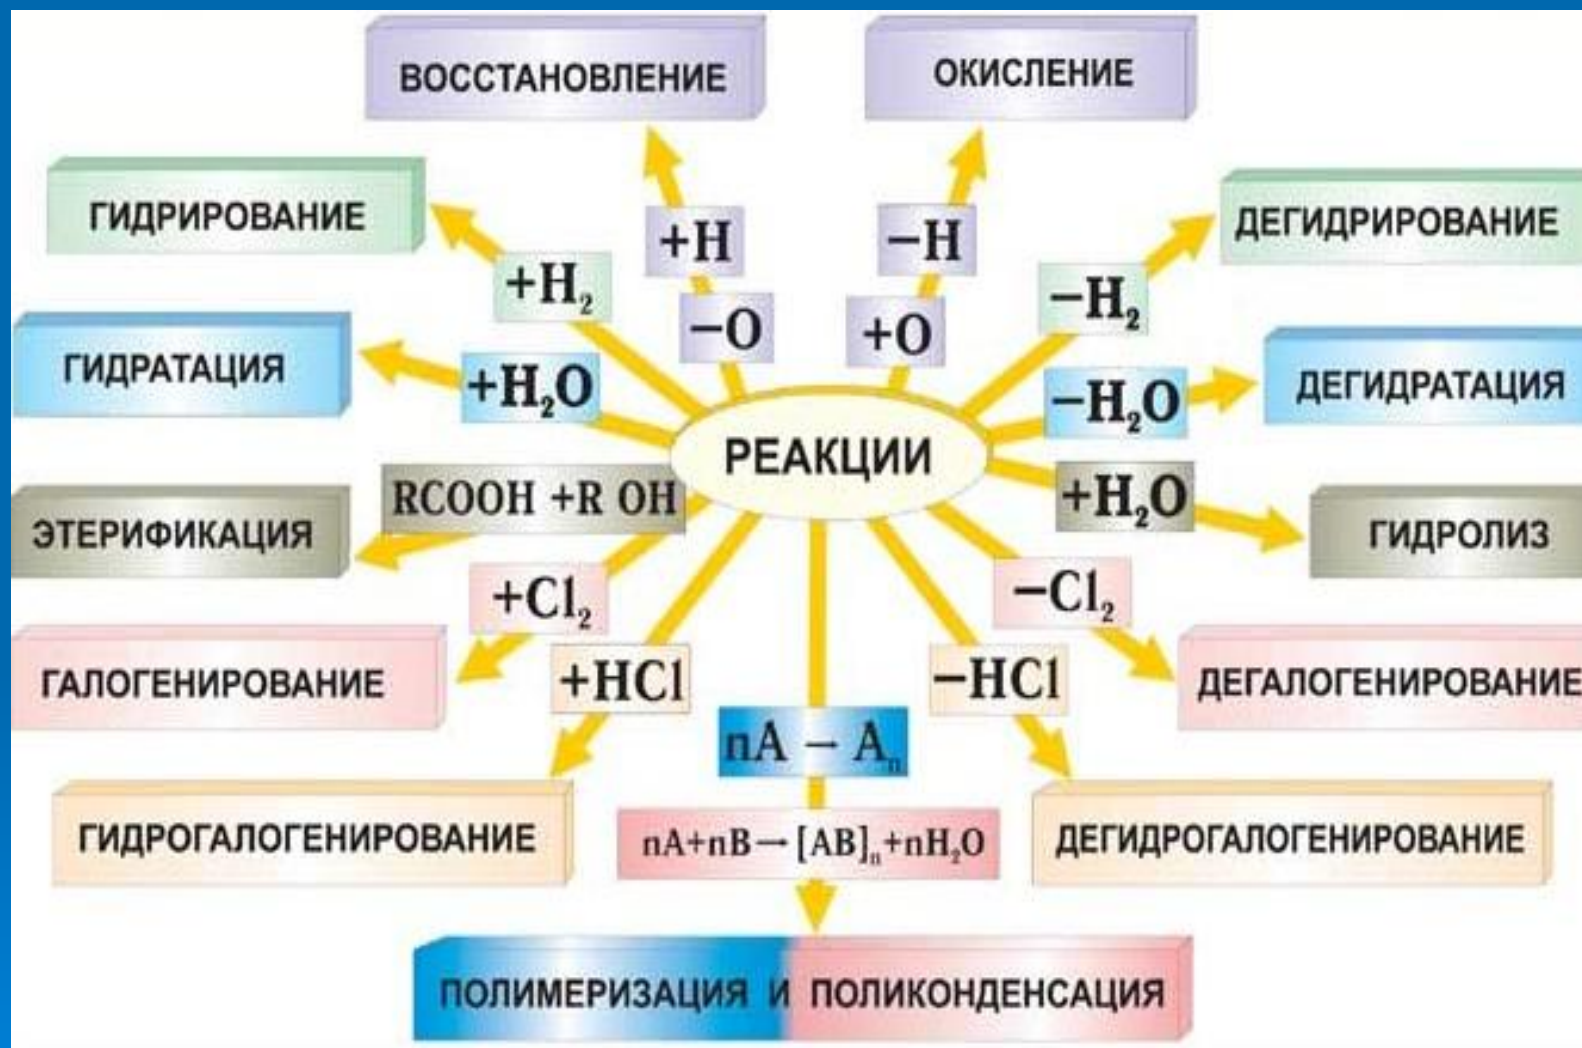 ВОССТАНОВЛЕНИЕ
ОКИСЛЕНИЕ
ГИДРИРОВАНИЕ
+H
−H
ДЕГИДРИРОВАНИЕ
+H₂
−O
+O
−H₂
ГИДРАТАЦИЯ
+H₂O
−H₂O
ДЕГИДРАТАЦИЯ
РЕАКЦИИ
ЭТЕРИФИКАЦИЯ
RCOOH +R OH
+H₂O
ГИДРОЛИЗ
+Cl₂
−Cl₂
ГАЛОГЕНИРОВАНИЕ
+HCl
−HCl
ДЕГАЛОГЕНИРОВАНИЕ
nA → Aₙ
ГИДРОГАЛОГЕНИРОВАНИЕ
nA+nB→[AB]ₙ+nH₂O
ДЕГИДРОГАЛОГЕНИРОВАНИЕ
ПОЛИМЕРИЗАЦИЯ И ПОЛИКОНДЕНСАЦИЯ